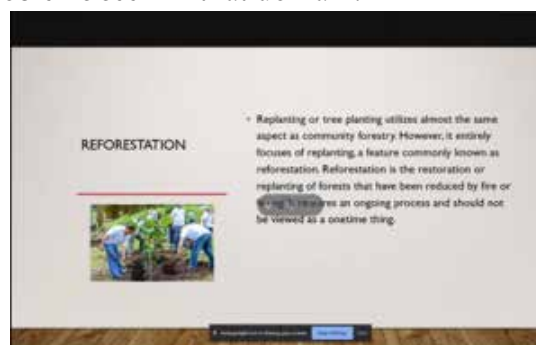 REFORESTATION
• Replanting or tree planting utilizes almost the same
aspect as community forestry. However, it entirely
focuses of replanting, a feature commonly known as
reforestation. Reforestation is the restoration or
replanting of forests that have been reduced by fire or
an ongoing process and should not
be viewed as a onetime thing.